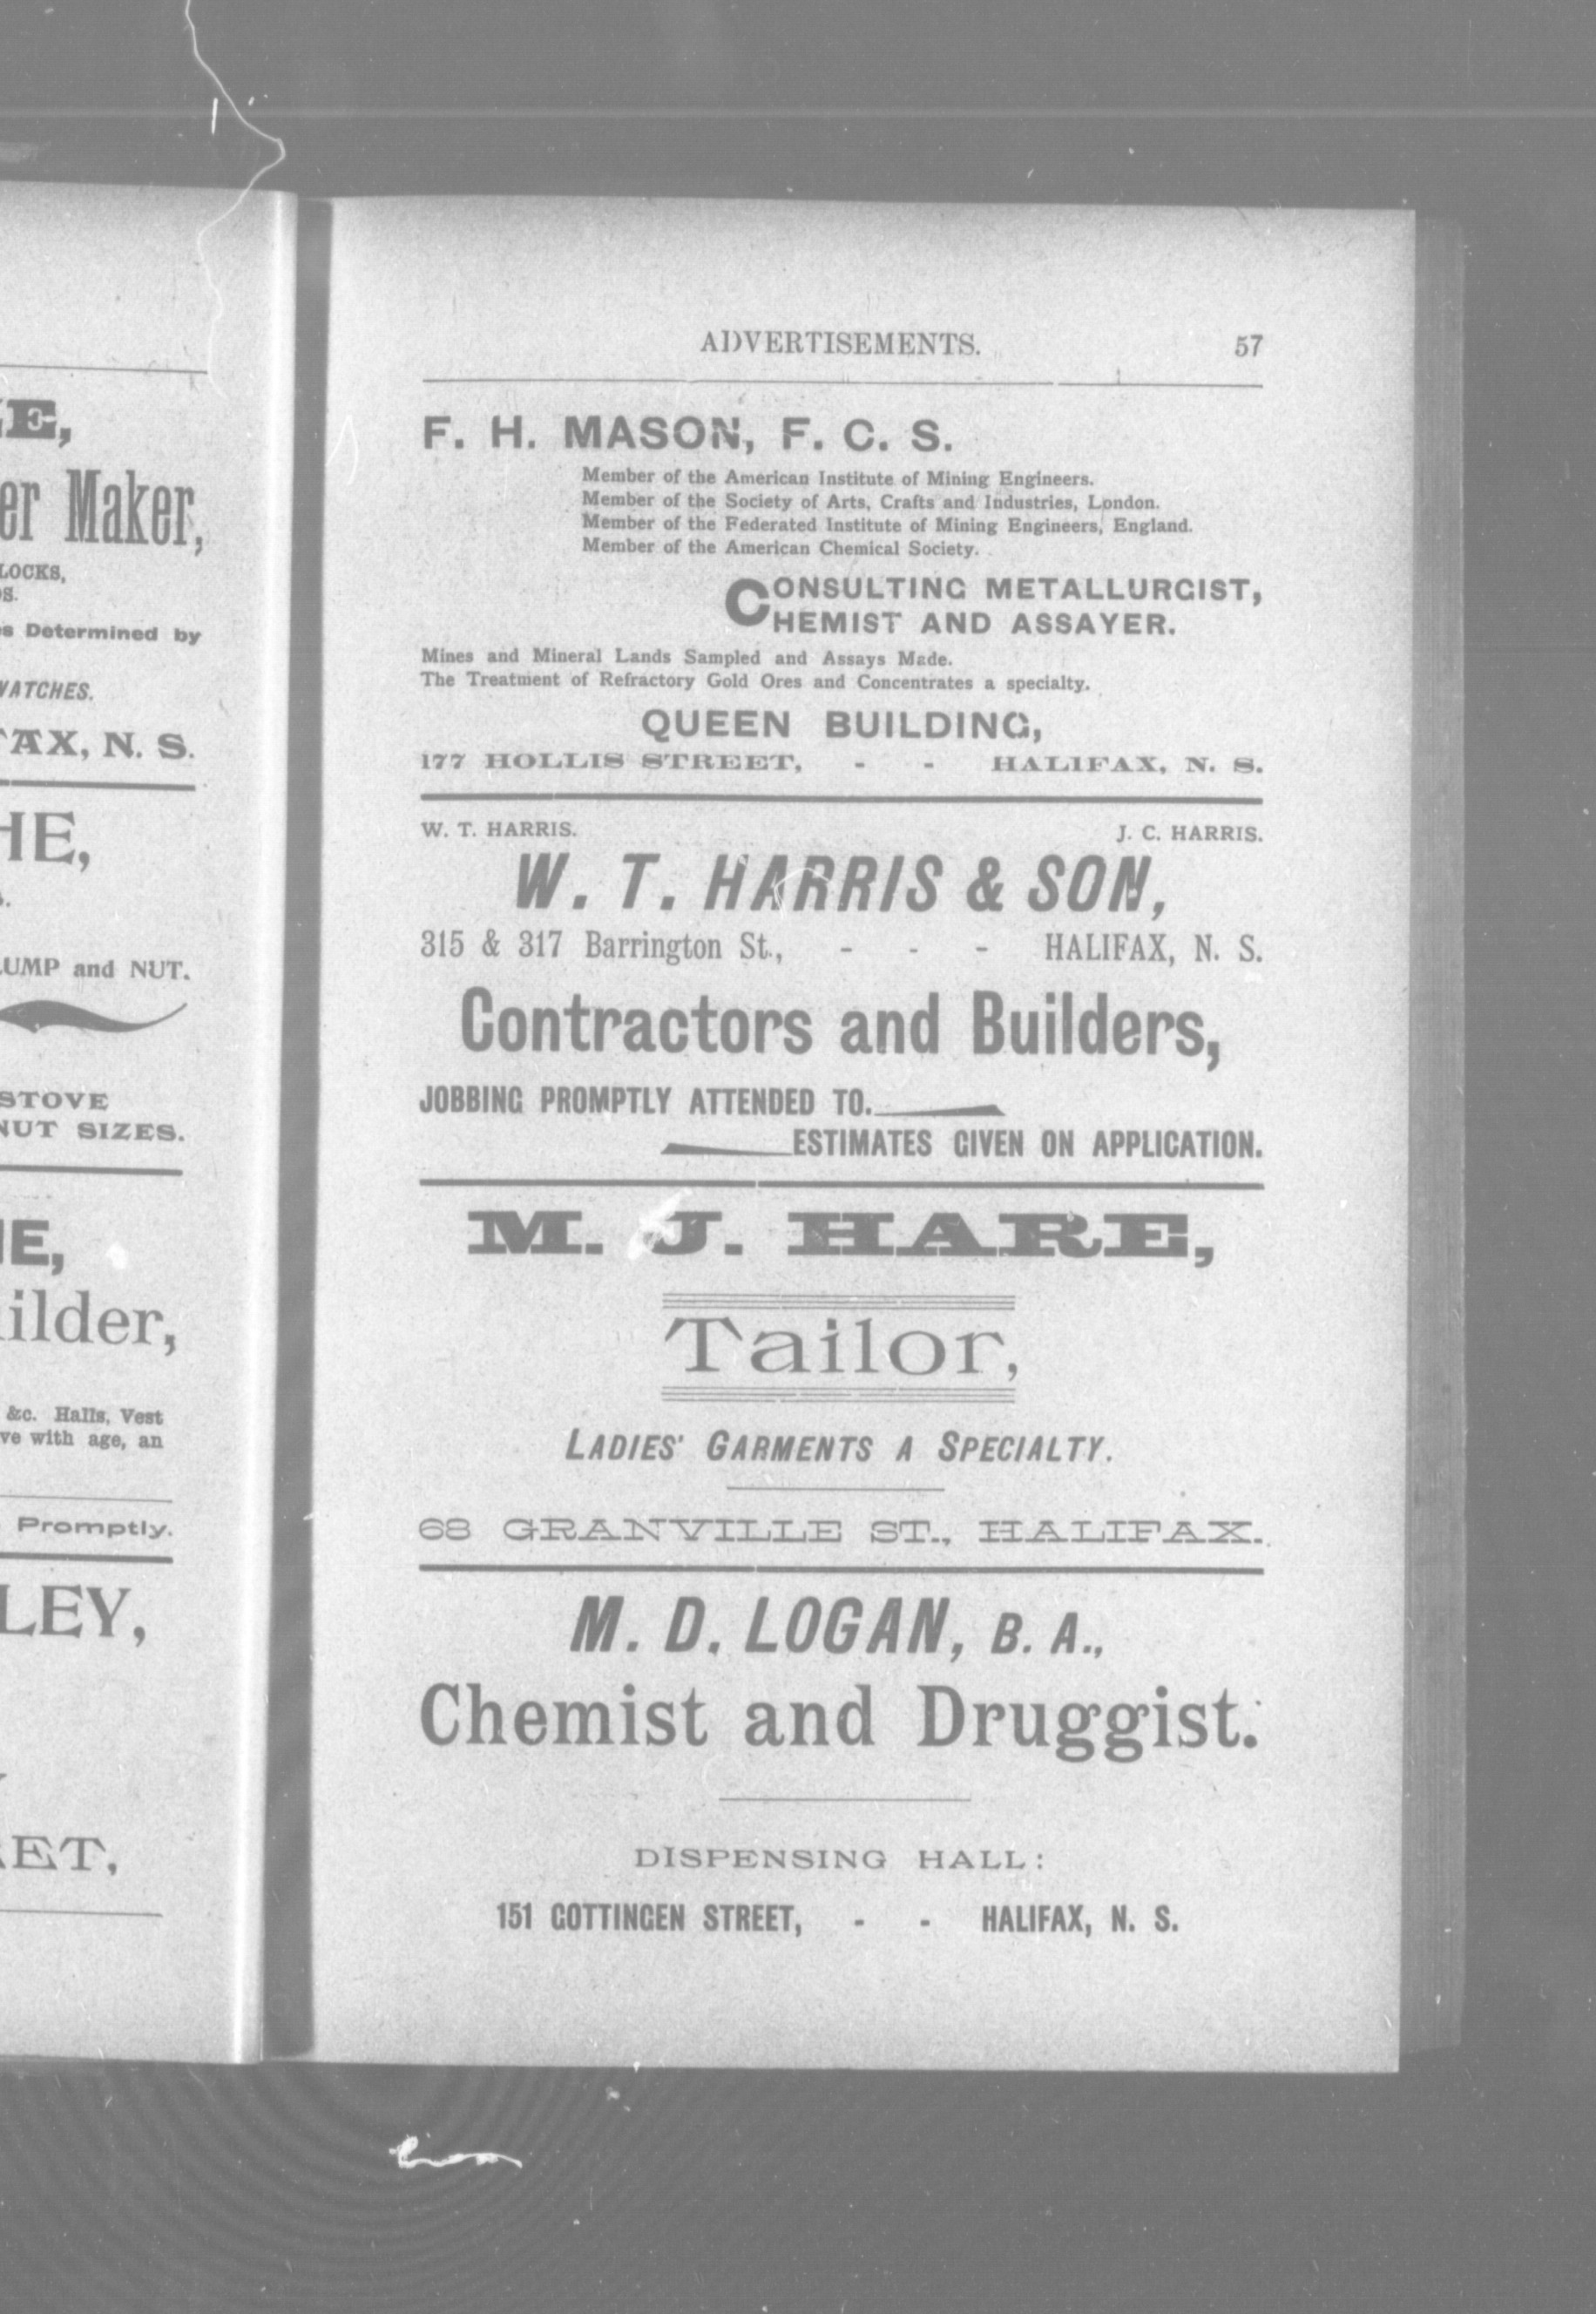 E,
er Maker,
LOCKS,
s Determined by
WATCHES.
FAX, N. S.
HE,
LUMP and NUT.
STOVE
NUT SIZES.
E,
ilder,
&c. Halls, Vest
ve with age, an
Promptly.
LEY,
ET,
ADVERTISEMENTS. 57
F. H. MASON, F. C. S.
Member of the American Institute of Mining Engineers.
Member of the Society of Arts, Crafts and Industries, London.
Member of the Federated Institute of Mining Engineers, England.
Member of the American Chemical Society.
CONSULTING METALLURGIST,
CHEMIST AND ASSAYER.
Mines and Mineral Lands Sampled and Assays Made.
The Treatment of Refractory Gold Ores and Concentrates a specialty.
QUEEN BUILDING,
177 HOLLIS STREET, - - HALIFAX, N. S.
W. T. HARRIS. J. C. HARRIS.
W. T. HARRIS & SON,
315 & 317 Barrington St., - - - HALIFAX, N. S.
Contractors and Builders,
JOBBING PROMPTLY ATTENDED TO.
ESTIMATES GIVEN ON APPLICATION.
M. J. HARE,
Tailor,
LADIES' GARMENTS A SPECIALTY.
68 GRANVILLE ST., HALIFAX.
M. D. LOGAN, B. A.,
Chemist and Druggist.
DISPENSING HALL:
151 GOTTINGEN STREET, - - HALIFAX, N. S.